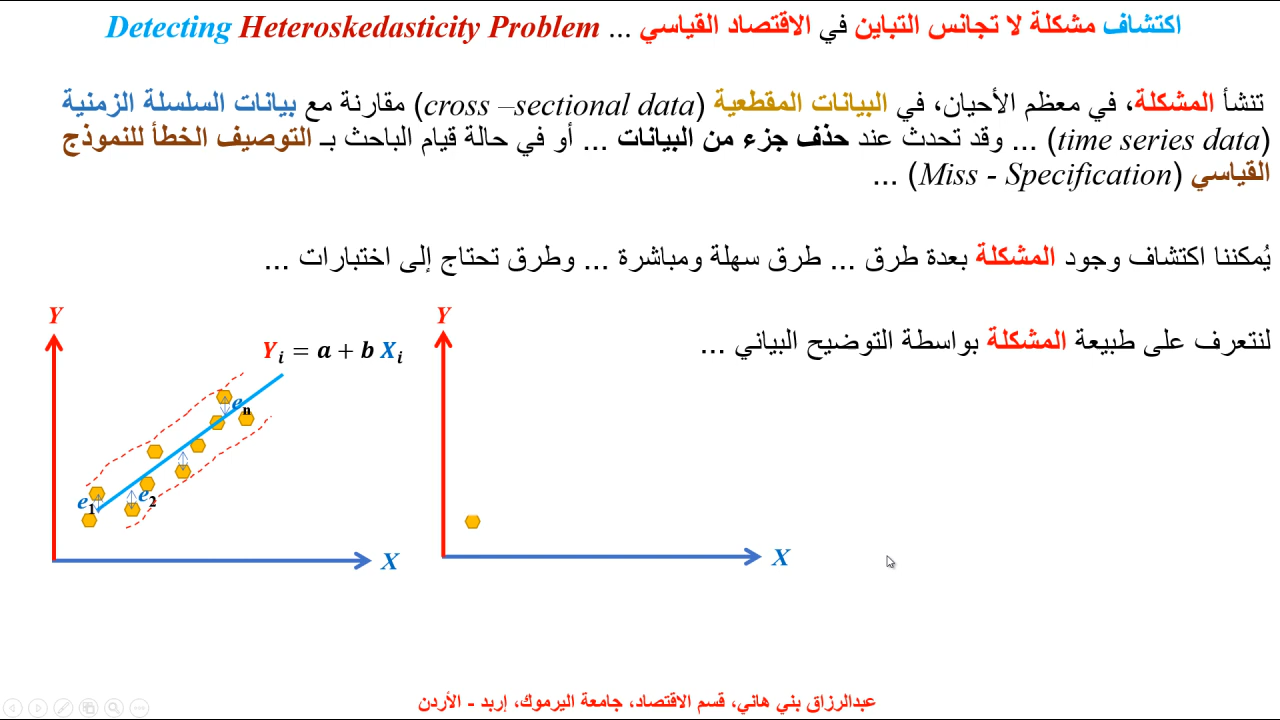 اكتشاف مشكلة لا تجانس التباين في الاقتصاد القياسي ... Detecting Heteroskedasticity Problem
تنشأ المشكلة، في معظم الأحيان، في البيانات المقطعية (cross –sectional data) مقارنة مع بيانات السلسلة الزمنية
(time series data) ... وقد تحدث عند حذف جزء من البيانات ... أو في حالة قيام الباحث بـ التوصيف الخطأ للنموذج
القياسي (Miss - Specification) ...
يُمكننا اكتشاف وجود المشكلة بعدة طرق ... طرق سهلة ومباشرة ... وطرق تحتاج إلى اختبارات ...
لنتعرف على طبيعة المشكلة بواسطة التوضيح البياني ...
Y
Y
Yᵢ = a + b Xᵢ
eₙ
e₁
e₂
X
X
عبدالرزاق بني هاني، قسم الاقتصاد، جامعة اليرموك، إربد - الأردن